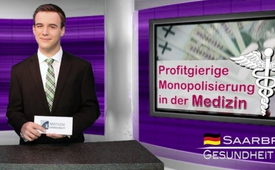 Profitgierige
Monopolisierung
in der Medizin
SAARBR
GESUNDHEIT